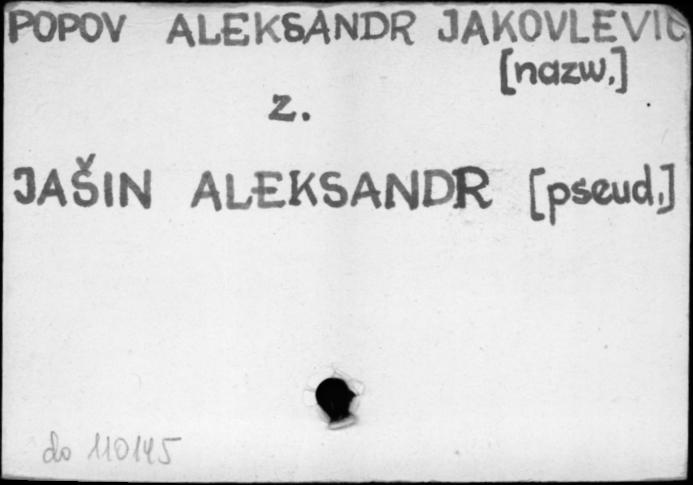 POPOV ALEKSANDR JAKOVLEVIČ
[nazw.]
z.
JAŠIN ALEKSANDR [pseud.]
do 110145